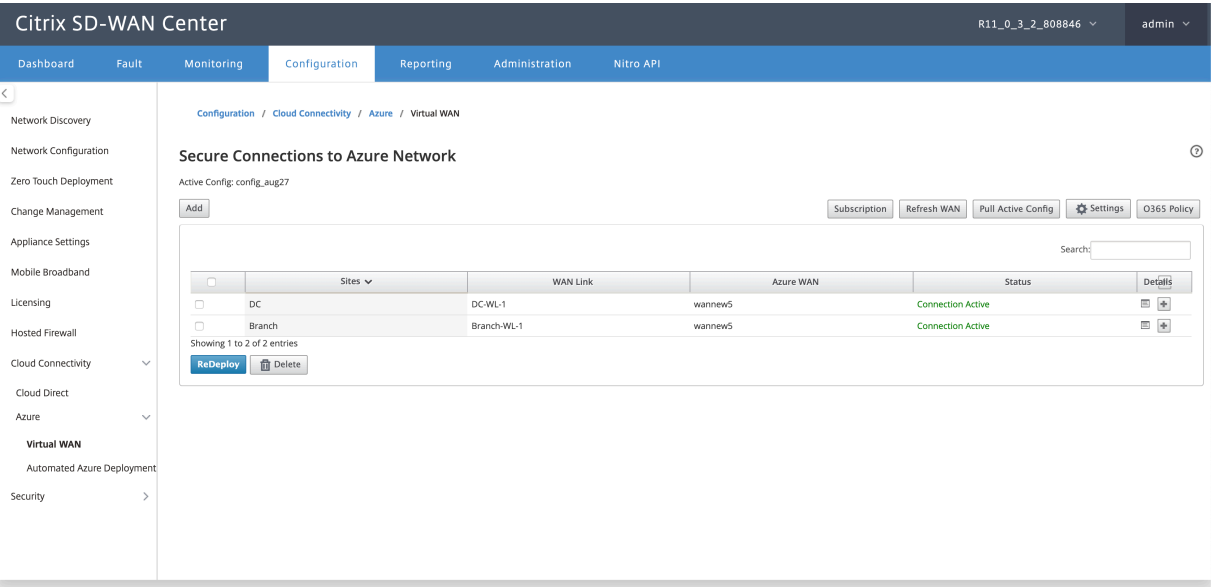 Citrix SD-WAN Center
R11_0_3_2_808846
admin
Dashboard Fault Monitoring Configuration Reporting Administration Nitro API
Network Discovery
Network Configuration
Zero Touch Deployment
Change Management
Appliance Settings
Mobile Broadband
Licensing
Hosted Firewall
Cloud Connectivity
Cloud Direct
Azure
Virtual WAN
Automated Azure Deployment
Security
Configuration / Cloud Connectivity / Azure / Virtual WAN
Secure Connections to Azure Network
Active Config: config_aug27
Add Subscription Refresh WAN Pull Active Config Settings O365 Policy
Search:
Sites WAN Link Azure WAN Status Details
DC DC-WL-1 wannew5 Connection Active
Branch Branch-WL-1 wannew5 Connection Active
Showing 1 to 2 of 2 entries
ReDeploy Delete